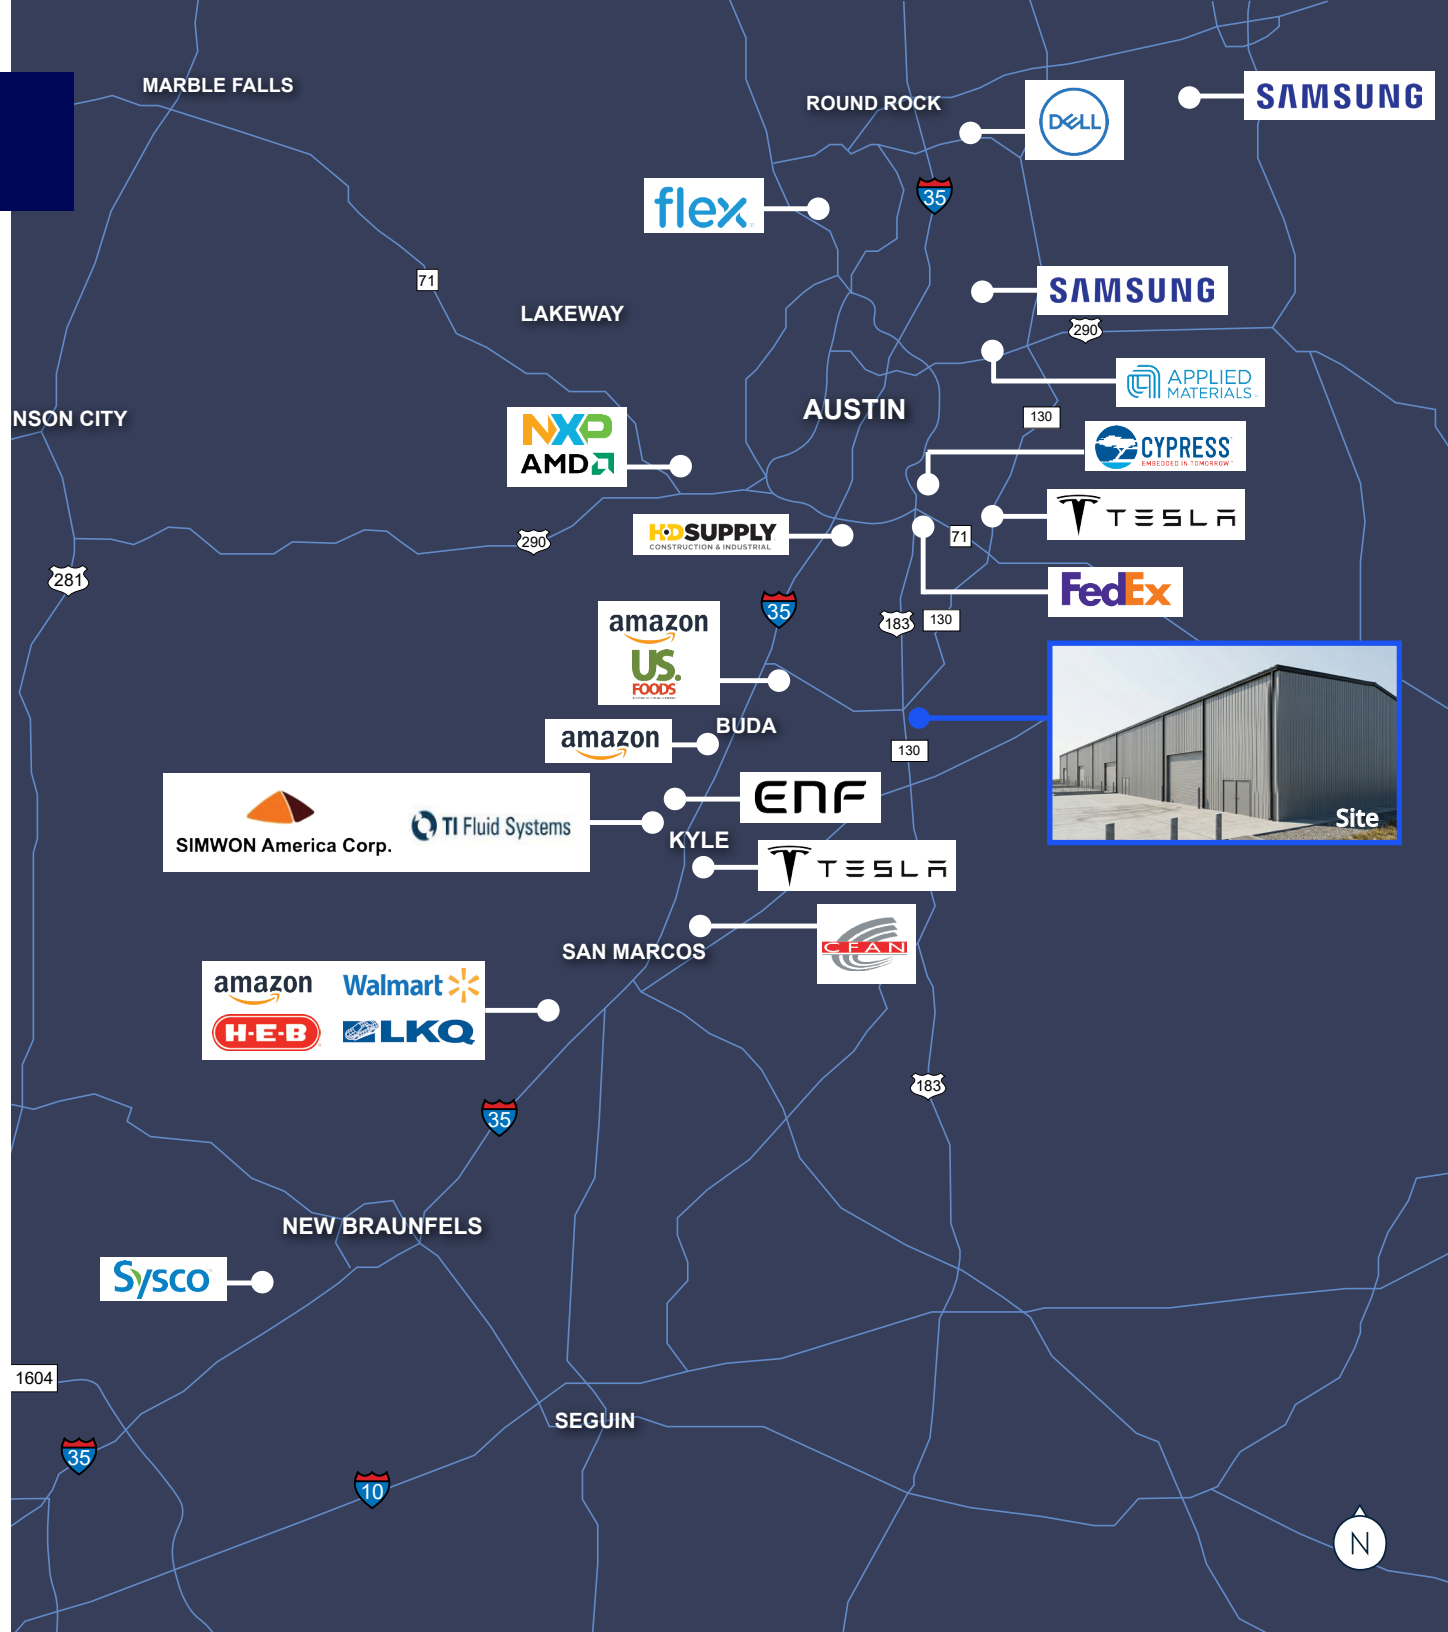 MARBLE FALLS
SAMSUNG
ROUND ROCK
DELL
flex
35
71
SAMSUNG
LAKEWAY
290
APPLIED
MATERIALS
AUSTIN
130
NSON CITY
NXP
AMD
CYPRESS
EMBEDDED IN TOMORROW
TESLA
HD SUPPLY
CONSTRUCTION & INDUSTRIAL
71
290
281
FedEx
35
183
130
amazon
US.
FOODS
BUDA
amazon
130
ENF
SIMWON America Corp.
TI Fluid Systems
Site
KYLE
TESLA
CFAN
SAN MARCOS
amazon
Walmart
H-E-B
LKQ
183
35
NEW BRAUNFELS
Sysco
1604
SEGUIN
35
10
N